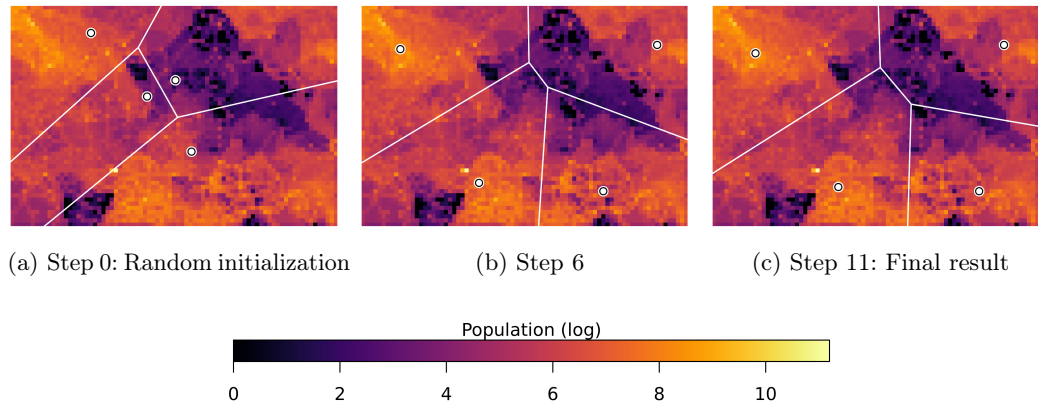 (a) Step 0: Random initialization
(b) Step 6
(c) Step 11: Final result
Population (log)
0 2 4 6 8 10